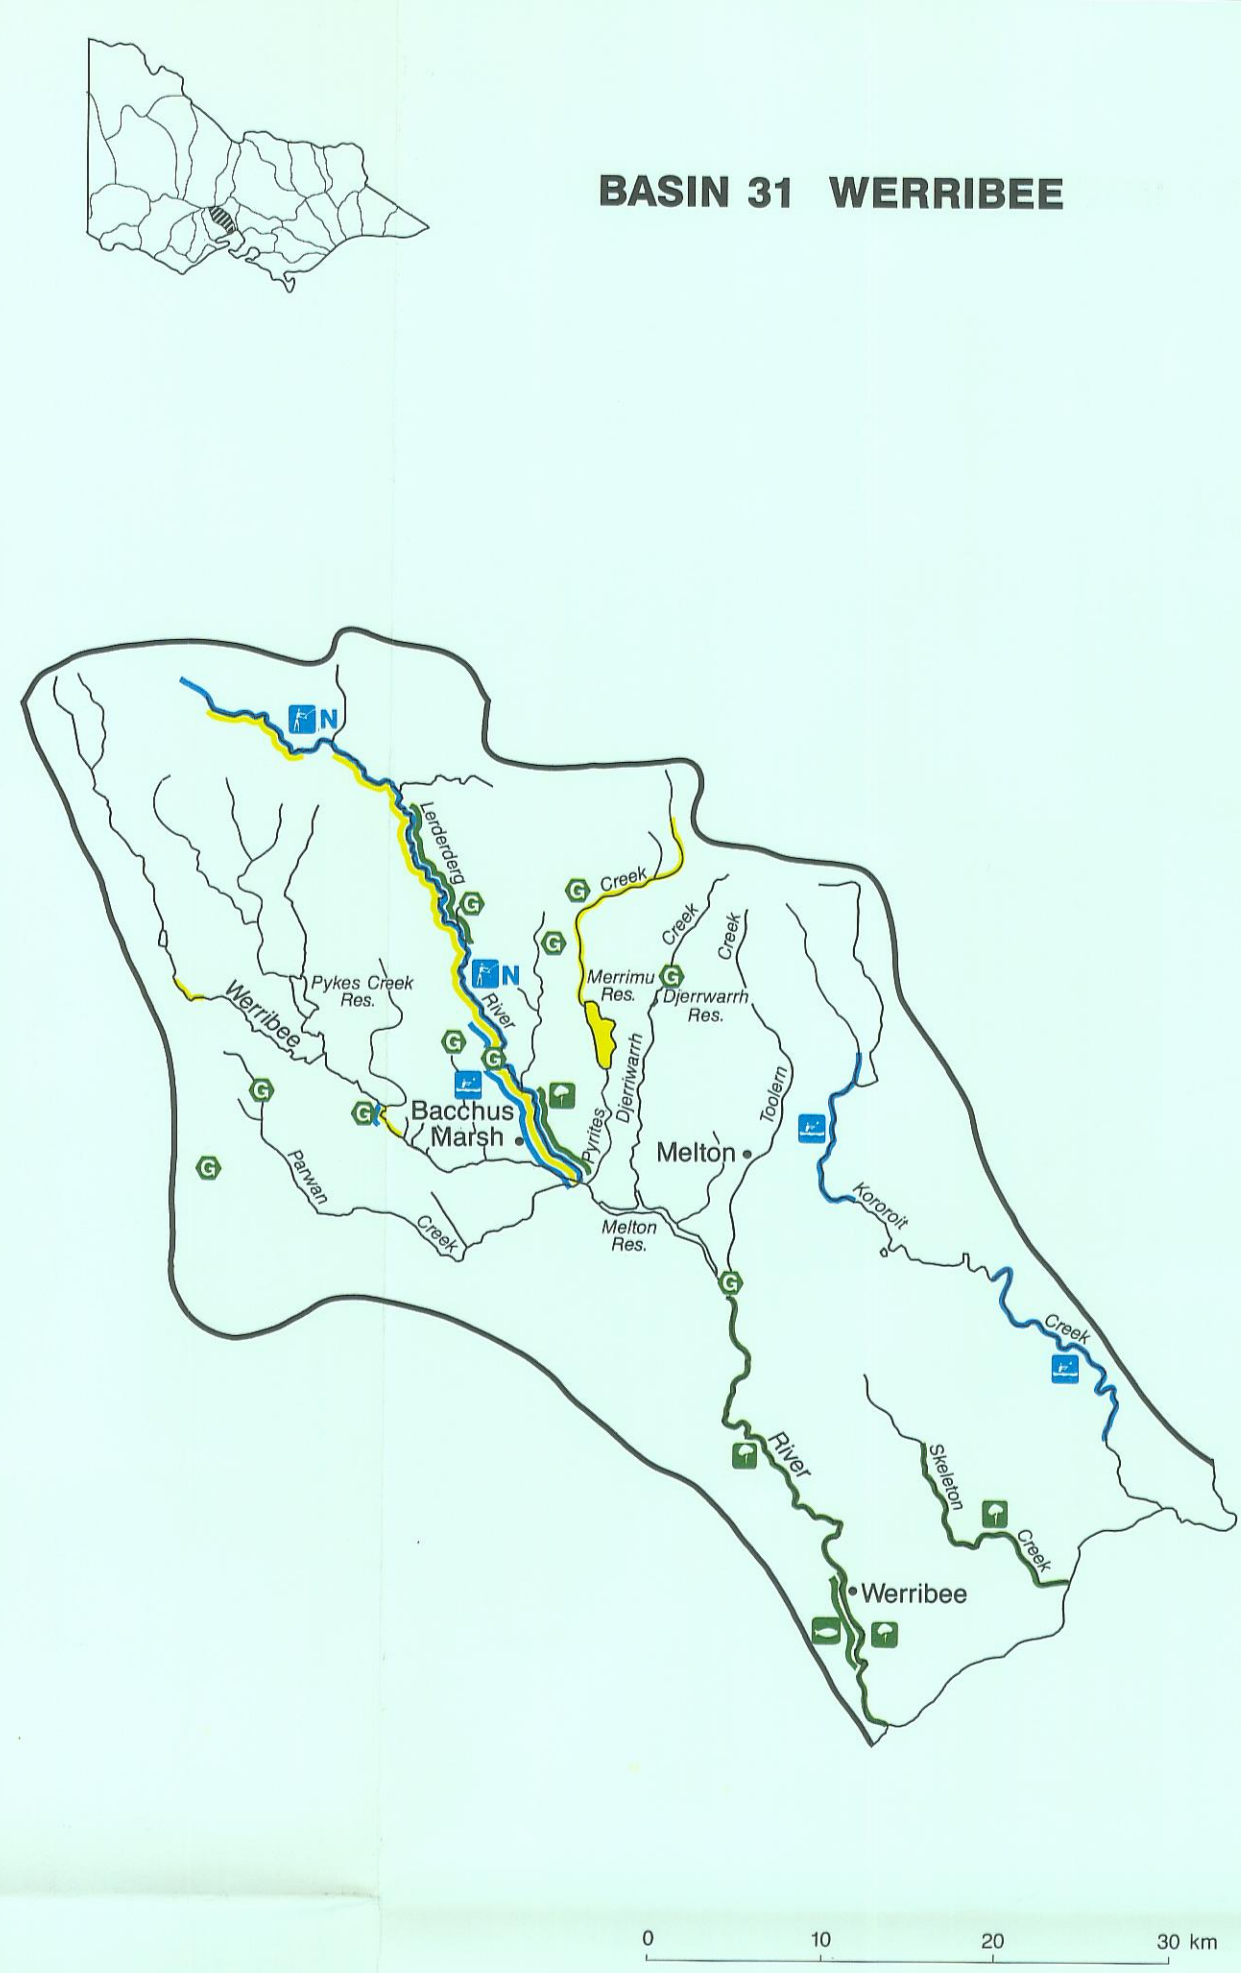 BASIN 31 WERRIBEE
N
Lerderderg
G
Creek
G
G
Creek
Creek
N
River
Pykes Creek
Res.
Merrimu
Res.
G
Djerrwarrh
Res.
Werribee
G
G
G
G
G
Bacchus
Marsh
Pyrites
Djerriwarrh
Toolern
Melton
Parwan
Creek
Melton
Res.
Kororoit
G
Creek
River
Skeleton
Creek
Werribee
0 10 20 30 km